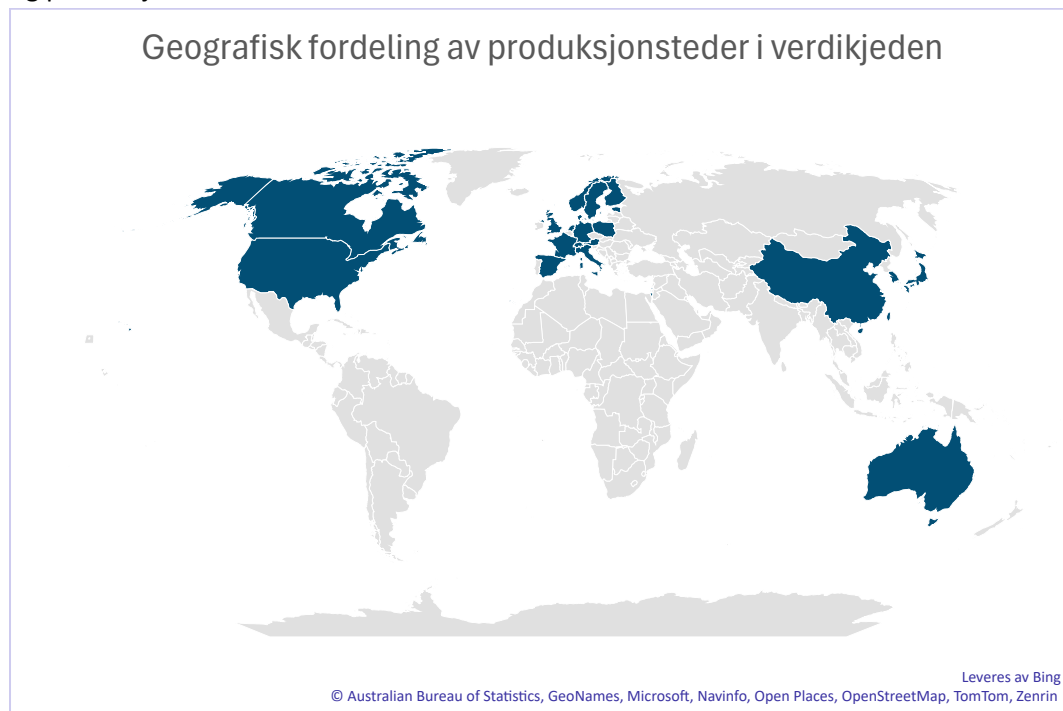 Geografisk fordeling av produksjonsteder i verdikjeden
Leveres av Bing
© Australian Bureau of Statistics, GeoNames, Microsoft, Navinfo, Open Places, OpenStreetMap, TomTom, Zenrin